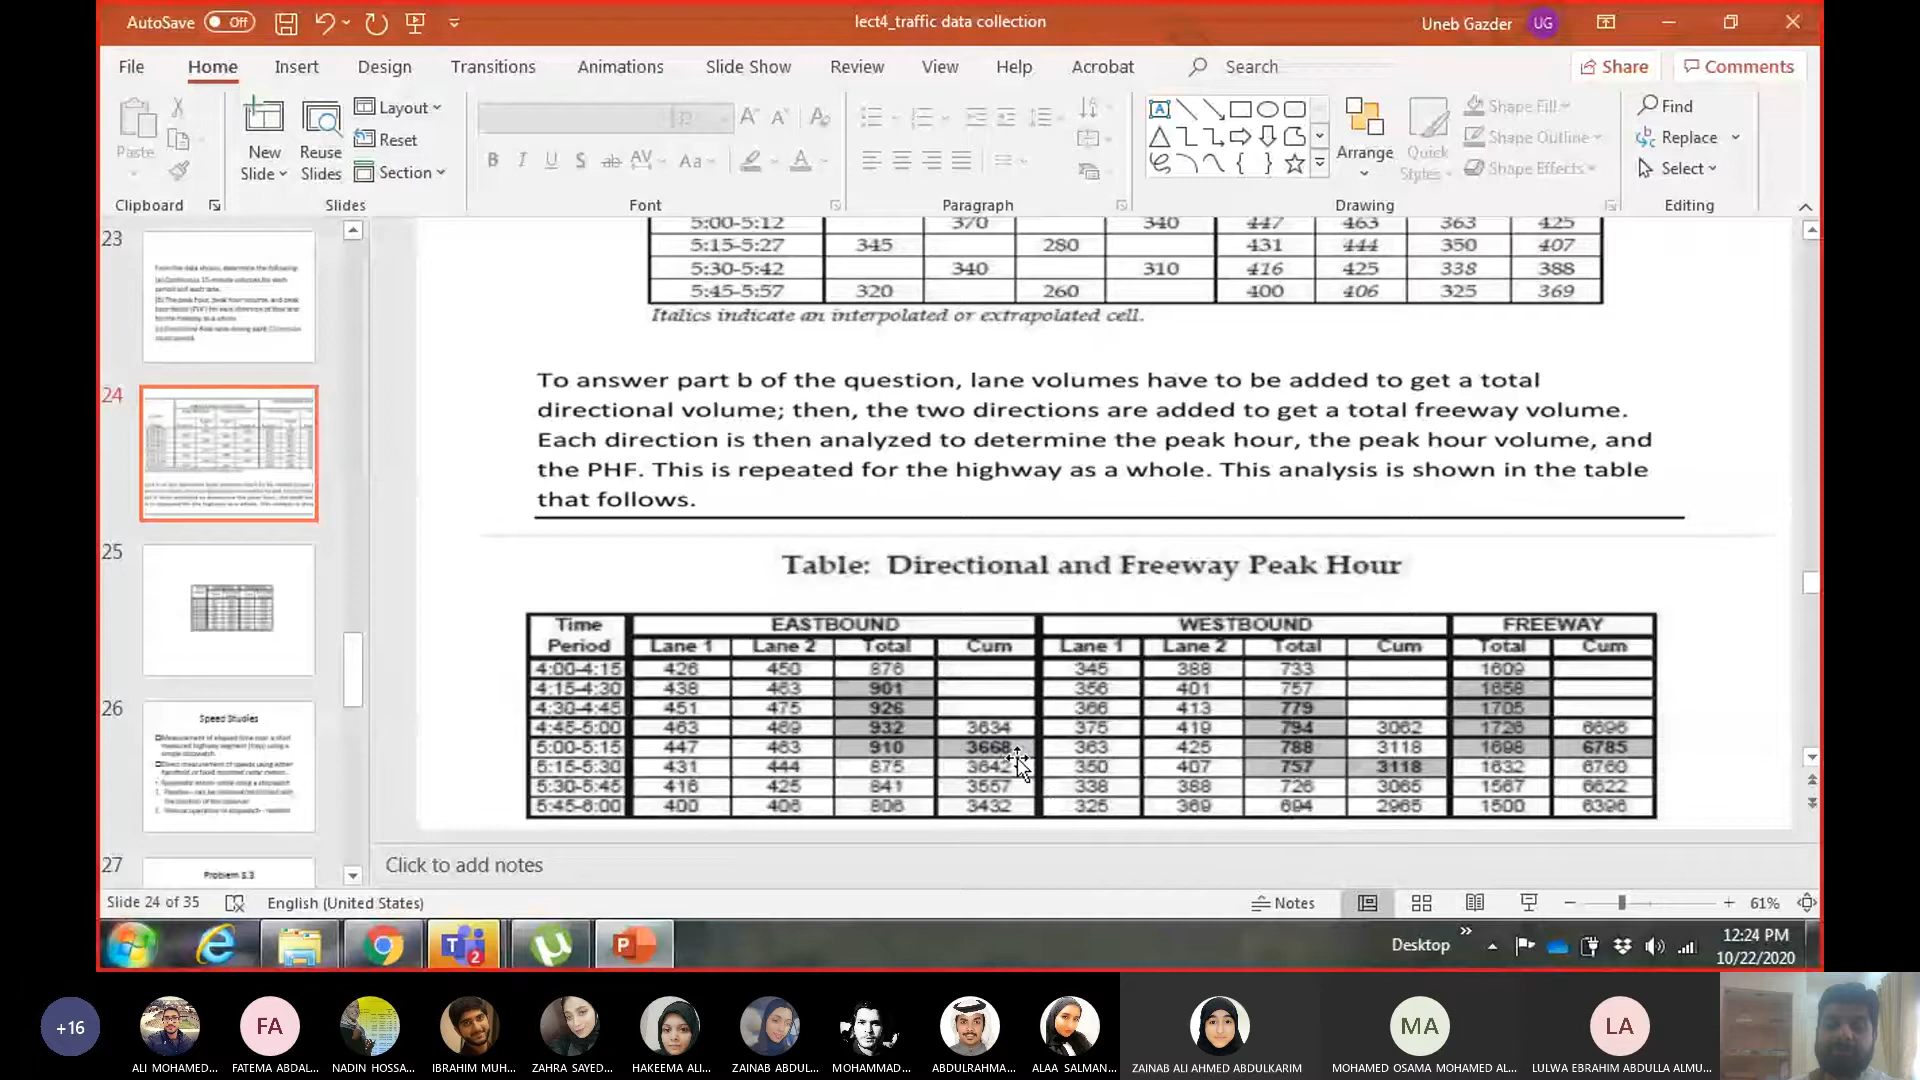 AutoSave Off lect4_traffic data collection Uneb Gazder UG
File Home Insert Design Transitions Animations Slide Show Review View Help Acrobat Search Share Comments
Paste New Slide Reuse Slides Layout Reset Section
B I U S ab AV Aa A
Arrange Quick Styles Shape Fill Shape Outline Shape Effects
Find Replace Select
Clipboard Slides Font Paragraph Drawing Editing
23
24
25
26
Speed Studies
27
Problem 5.3
5:00-5:12 370 340 447 463 363 425
5:15-5:27 345 280 431 444 350 407
5:30-5:42 340 310 416 425 338 388
5:45-5:57 320 260 400 406 325 369
Italics indicate an interpolated or extrapolated cell.
To answer part b of the question, lane volumes have to be added to get a total
directional volume; then, the two directions are added to get a total freeway volume.
Each direction is then analyzed to determine the peak hour, the peak hour volume, and
the PHF. This is repeated for the highway as a whole. This analysis is shown in the table
that follows.
Table: Directional and Freeway Peak Hour
Time Period EASTBOUND WESTBOUND FREEWAY
Lane 1 Lane 2 Total Cum Lane 1 Lane 2 Total Cum Total Cum
4:00-4:15 426 450 876 345 388 733 1609
4:15-4:30 438 463 901 356 401 757 1658
4:30-4:45 451 475 926 366 413 779 1705
4:45-5:00 463 469 932 3634 375 419 794 3062 1726 6696
5:00-5:15 447 463 910 3668 363 425 788 3118 1698 6785
5:15-5:30 431 444 875 3642 350 407 757 3118 1632 6760
5:30-5:45 416 425 841 3557 338 388 726 3065 1567 6622
5:45-6:00 400 406 806 3432 325 369 694 2965 1500 6396
Click to add notes
Slide 24 of 35 English (United States) Notes 61%
2 Desktop 12:24 PM
10/22/2020
+16 FA MA LA
ALI MOHAMED... FATEMA ABDAL... NADIN HOSSA... IBRAHIM MUH... ZAHRA SAYED... HAKEEMA ALI... ZAINAB ABDUL... MOHAMMAD... ABDULRAHMA... ALAA SALMAN... ZAINAB ALI AHMED ABDULKARIM MOHAMED OSAMA MOHAMED AL... LULWA EBRAHIM ABDULLA ALMU...